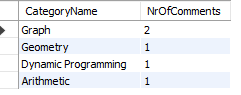 CategoryName NrOfComments
Graph 2
Geometry 1
Dynamic Programming 1
Arithmetic 1